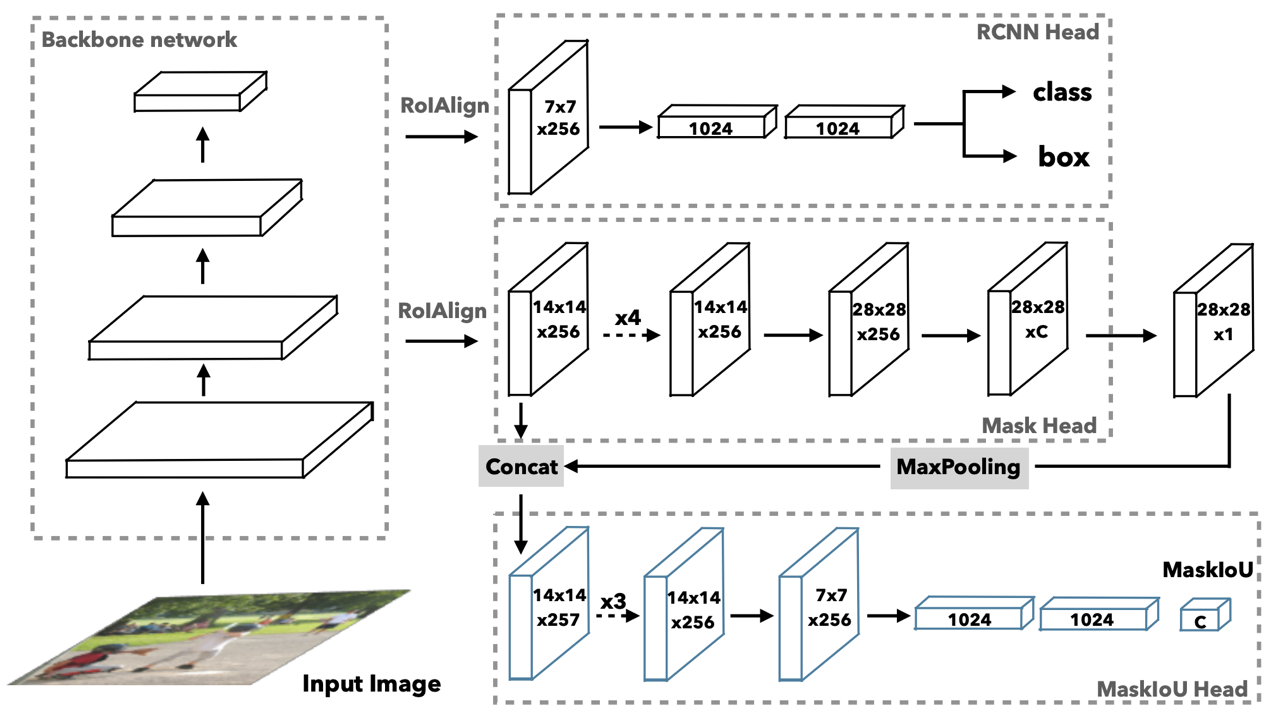 Backbone network
RCNN Head
RoIAlign
7x7
x256
1024
1024
class
box
RoIAlign
14x14
x256
x4
14x14
x256
28x28
x256
28x28
xC
28x28
x1
Mask Head
Concat
MaxPooling
14x14
x257
x3
14x14
x256
7x7
x256
1024
1024
MaskIoU
C
MaskIoU Head
Input Image